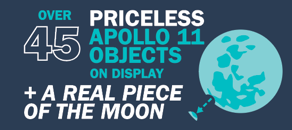 OVER
45
PRICELESS
APOLLO 11
OBJECTS
ON DISPLAY
+ A REAL PIECE
OF THE MOON